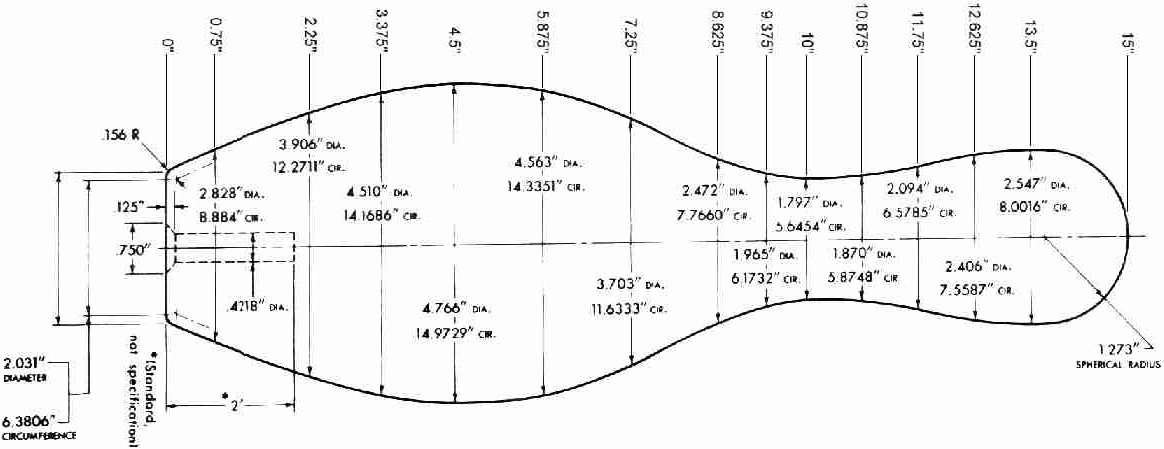 0"
0.75"
2.25"
3.375"
4.5"
5.875"
7.25"
8.625"
9.375"
10"
10.875"
11.75"
12.625"
13.5"
15"
.156 R
3.906" DIA.
12.2711" CIR.
4.563" DIA.
14.3351" CIR.
2.828" DIA.
8.884" CIR.
4.510" DIA.
14.1686" CIR.
2.472" DIA.
7.7660" CIR.
1.797" DIA.
5.6454" CIR.
2.094" DIA.
6.5785" CIR.
2.547" DIA.
8.0016" CIR.
.125"
.750"
.4218" DIA.
4.766" DIA.
14.9729" CIR.
3.703" DIA.
11.6333" CIR.
1.965" DIA.
6.1732" CIR.
1.870" DIA.
5.8748" CIR
2.406" DIA.
7.5587" CIR.
1 273"
SPHERICAL RADIUS
2.031"
DIAMETER
6.3806"
CIRCUMFERENCE
* (Standard,
not specification)
* 2"